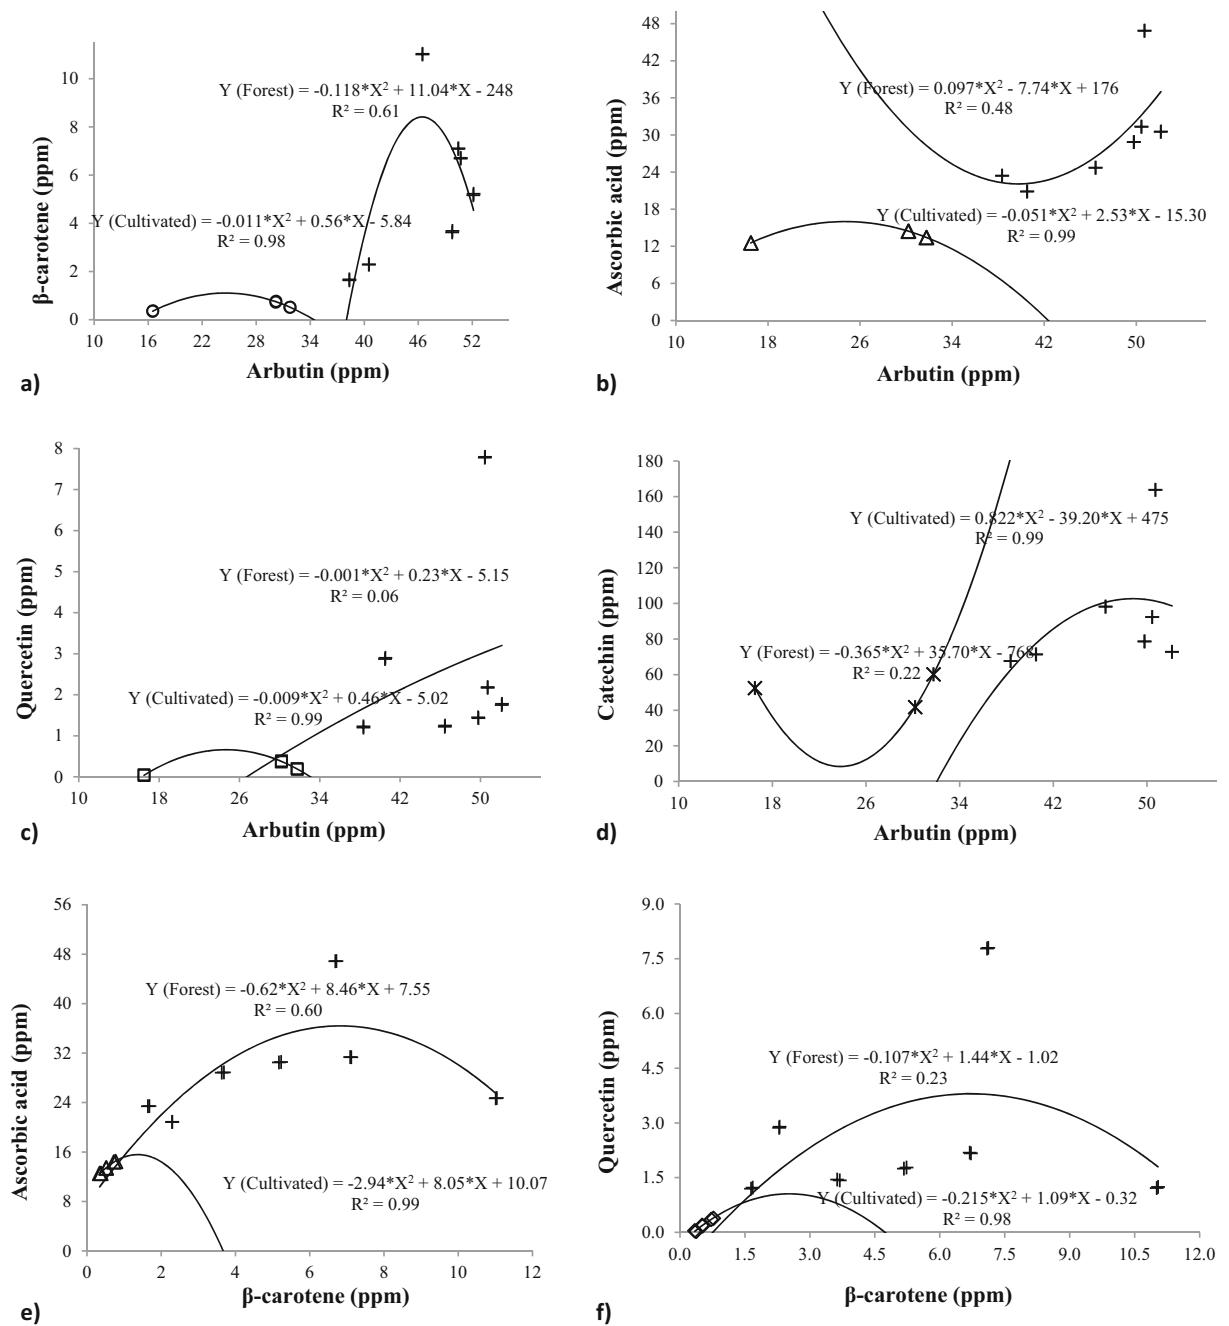 10
8
6
4
2
0
β-carotene (ppm)
Y (Forest) = -0.118*X² + 11.04*X - 248
R² = 0.61
Y (Cultivated) = -0.011*X² + 0.56*X - 5.84
R² = 0.98
10 16 22 28 34 40 46 52
Arbutin (ppm)
a)
48
42
36
30
24
18
12
6
0
Ascorbic acid (ppm)
Y (Forest) = 0.097*X² - 7.74*X + 176
R² = 0.48
Y (Cultivated) = -0.051*X² + 2.53*X - 15.30
R² = 0.99
10 18 26 34 42 50
Arbutin (ppm)
b)
8
7
6
5
4
3
2
1
0
Quercetin (ppm)
Y (Forest) = -0.001*X² + 0.23*X - 5.15
R² = 0.06
Y (Cultivated) = -0.009*X² + 0.46*X - 5.02
R² = 0.99
10 18 26 34 42 50
Arbutin (ppm)
c)
180
160
140
120
100
80
60
40
20
0
Catechin (ppm)
Y (Cultivated) = 0.822*X² - 39.20*X + 475
R² = 0.99
Y (Forest) = -0.365*X² + 35.70*X - 768
R² = 0.22
10 18 26 34 42 50
Arbutin (ppm)
d)
56
48
40
32
24
16
8
0
Ascorbic acid (ppm)
Y (Forest) = -0.62*X² + 8.46*X + 7.55
R² = 0.60
Y (Cultivated) = -2.94*X² + 8.05*X + 10.07
R² = 0.99
0 2 4 6 8 10 12
β-carotene (ppm)
e)
9.0
7.5
6.0
4.5
3.0
1.5
0.0
Quercetin (ppm)
Y (Forest) = -0.107*X² + 1.44*X - 1.02
R² = 0.23
Y (Cultivated) = -0.215*X² + 1.09*X - 0.32
R² = 0.98
0.0 1.5 3.0 4.5 6.0 7.5 9.0 10.5 12.0
β-carotene (ppm)
f)